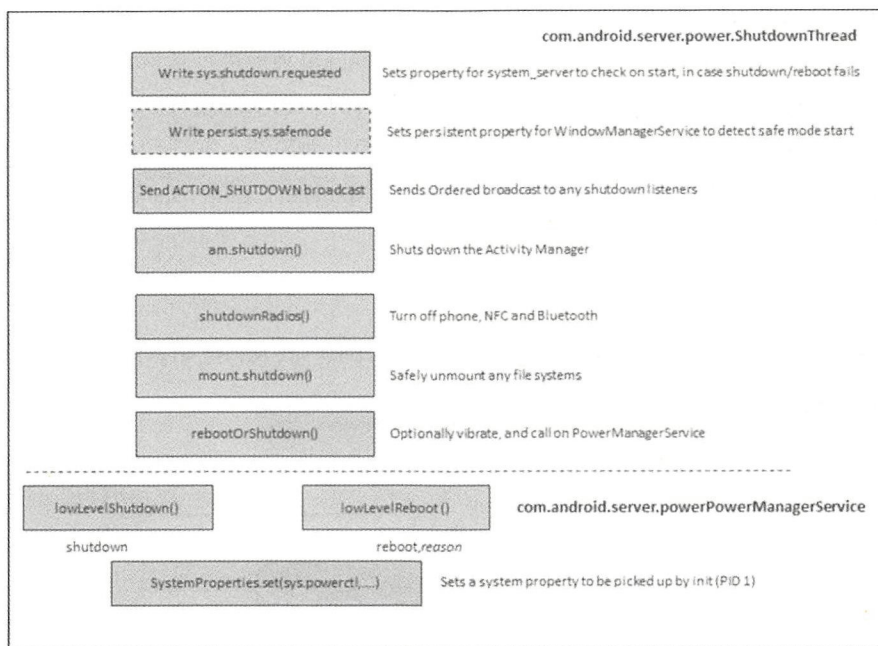 com.android.server.power.ShutdownThread
Write sys.shutdown.requested Sets property for system_server to check on start, in case shutdown/reboot fails
Write persist.sys.safemode Sets persistent property for WindowManagerService to detect safe mode start
Send ACTION_SHUTDOWN broadcast Sends Ordered broadcast to any shutdown listeners
am.shutdown() Shuts down the Activity Manager
shutdownRadios() Turn off phone, NFC and Bluetooth
mount.shutdown() Safely unmount any file systems
rebootOrShutdown() Optionally vibrate, and call on PowerManagerService
lowLevelShutdown() lowLevelReboot () com.android.server.powerPowerManagerService
shutdown reboot,reason
SystemProperties.set(sys.powerctl,....) Sets a system property to be picked up by init (PID 1)